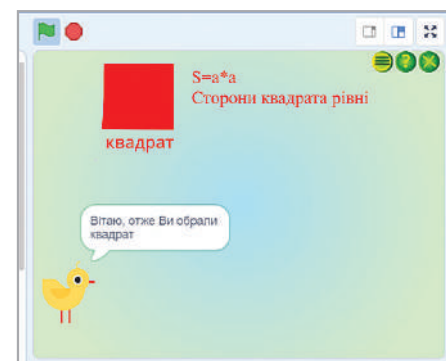 S=a*a
Сторони квадрата рівні
квадрат
Вітаю, отже Ви обрали
квадрат